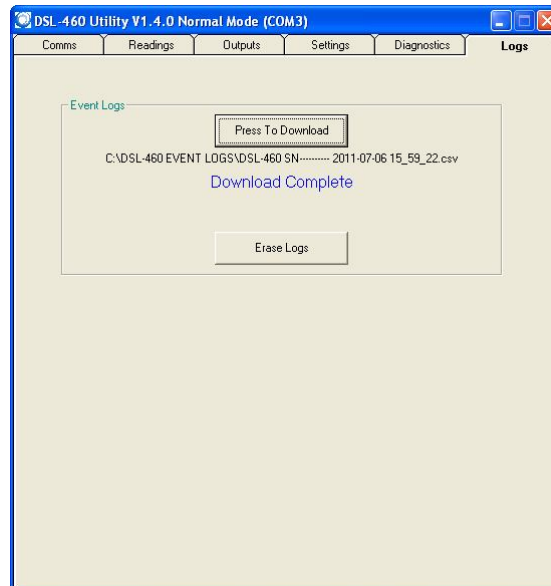 DSL-460 Utility V1.4.0 Normal Mode (COM3)
Comms Readings Outputs Settings Diagnostics Logs
Event Logs
Press To Download
C:\DSL-460 EVENT LOGS\DSL-460 SN--------- 2011-07-06 15_59_22.csv
Download Complete
Erase Logs